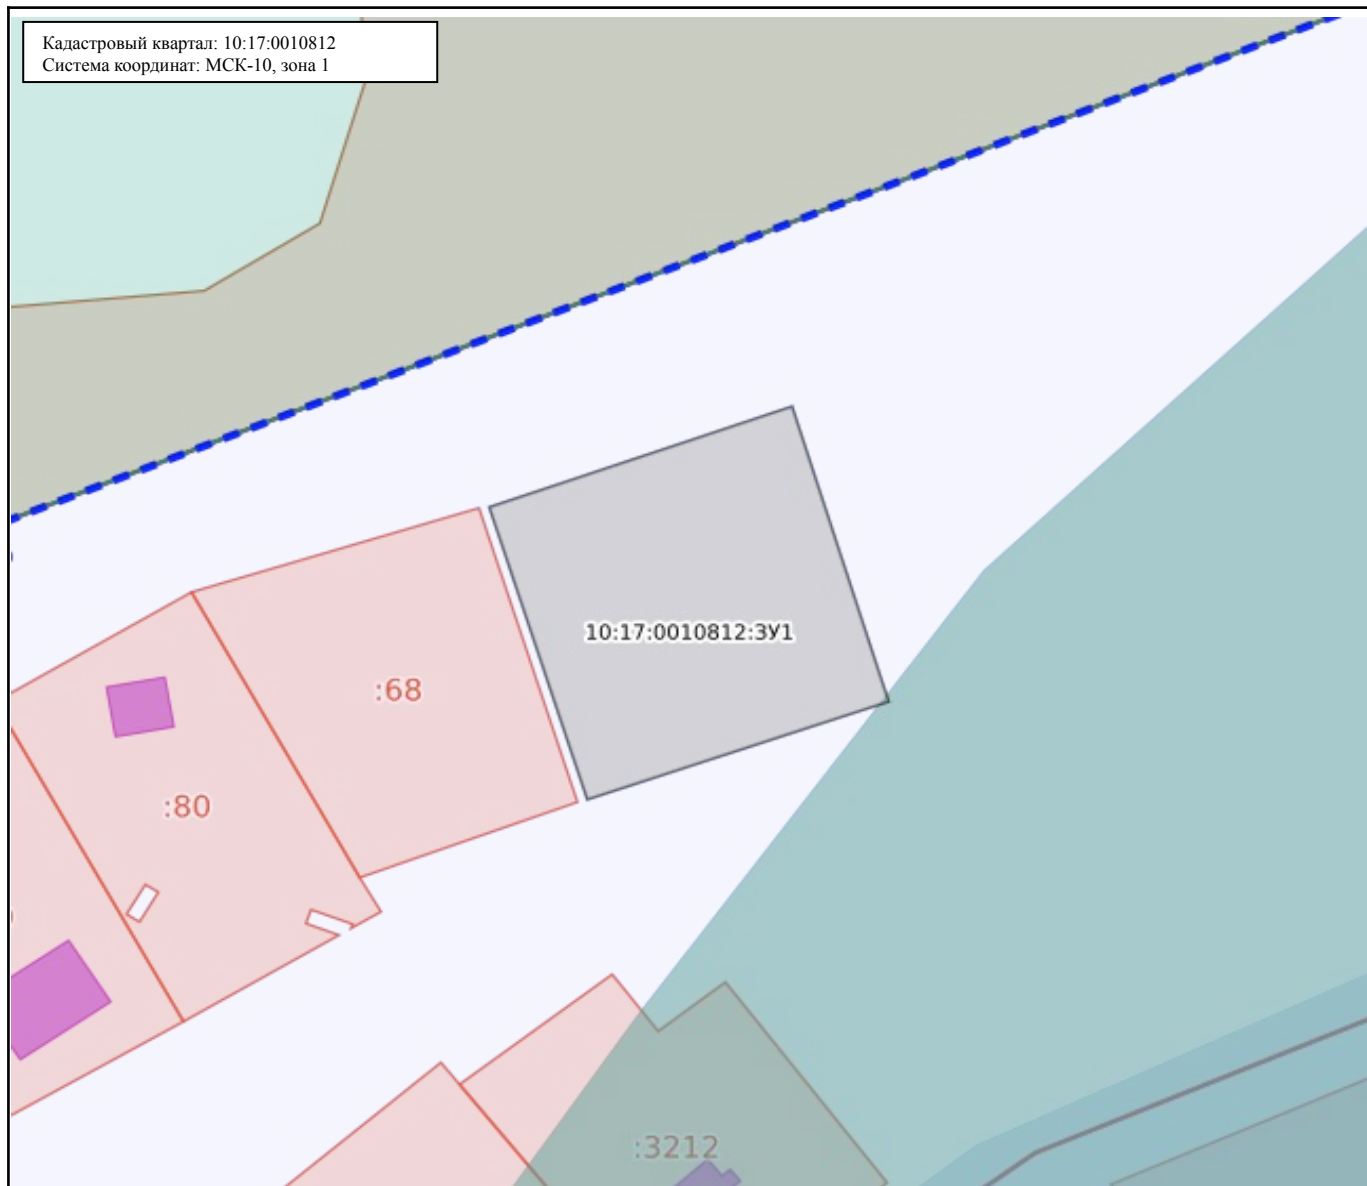 Кадастровый квартал: 10:17:0010812
Система координат: МСК-10, зона 1
10:17:0010812:ЗУ1
:68
:80
:3212